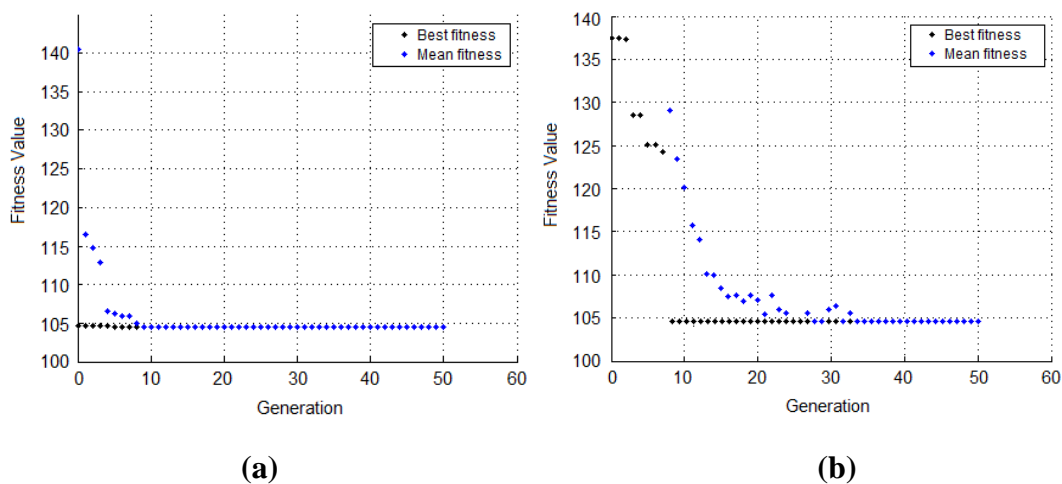 Fitness Value
140
135
130
125
120
115
110
105
100
0 10 20 30 40 50 60
Generation
Best fitness
Mean fitness
(a)
Fitness Value
140
135
130
125
120
115
110
105
100
0 10 20 30 40 50 60
Generation
Best fitness
Mean fitness
(b)